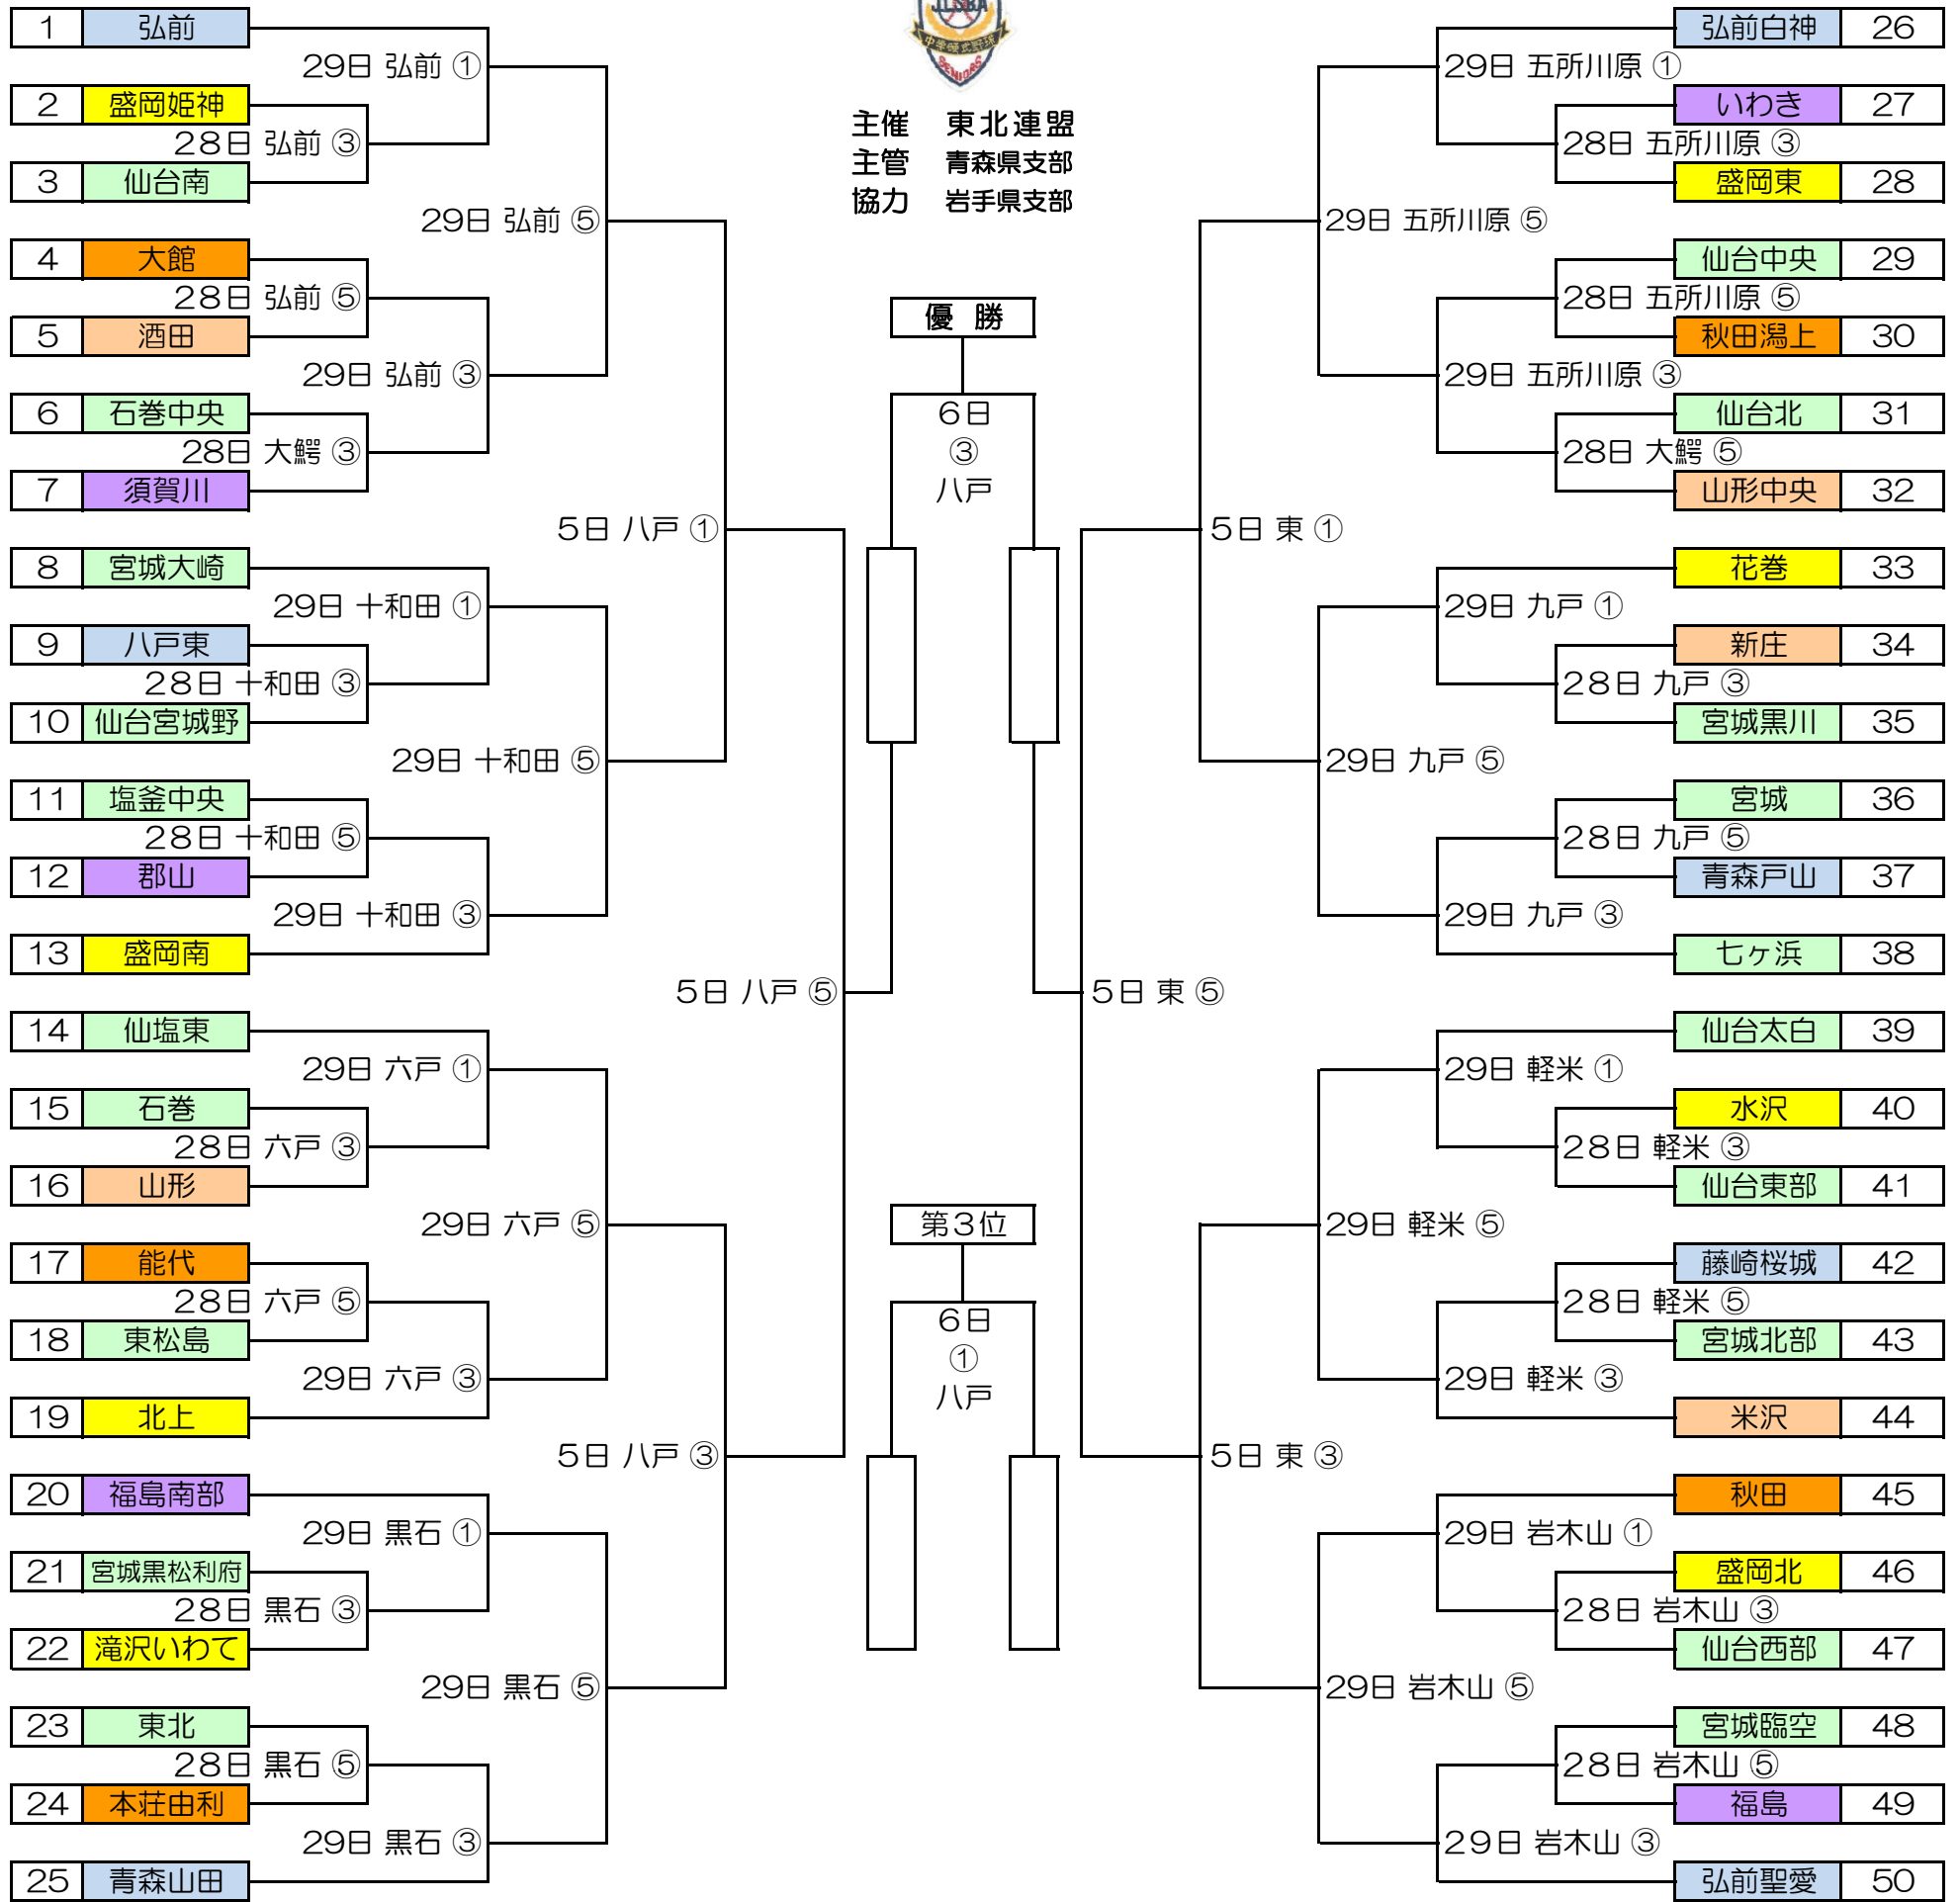 JLSBA
中学硬式野球
SENIORS
主催 東北連盟
主管 青森県支部
協力 岩手県支部
1 弘前
29日 弘前 ①
2 盛岡姫神
28日 弘前 ③
3 仙台南
29日 弘前 ⑤
4 大館
28日 弘前 ⑤
5 酒田
29日 弘前 ③
6 石巻中央
28日 大鰐 ③
7 須賀川
5日 八戸 ①
8 宮城大崎
29日 十和田 ①
9 八戸東
28日 十和田 ③
10 仙台宮城野
29日 十和田 ⑤
11 塩釜中央
28日 十和田 ⑤
12 郡山
29日 十和田 ③
13 盛岡南
5日 八戸 ⑤
14 仙塩東
29日 六戸 ①
15 石巻
28日 六戸 ③
16 山形
29日 六戸 ⑤
17 能代
28日 六戸 ⑤
18 東松島
29日 六戸 ③
19 北上
5日 八戸 ③
20 福島南部
29日 黒石 ①
21 宮城黒松利府
28日 黒石 ③
22 滝沢いわて
29日 黒石 ⑤
23 東北
28日 黒石 ⑤
24 本荘由利
29日 黒石 ③
25 青森山田
優 勝
6日
③
八戸
第3位
6日
①
八戸
弘前白神 26
29日 五所川原 ①
いわき 27
28日 五所川原 ③
盛岡東 28
29日 五所川原 ⑤
仙台中央 29
28日 五所川原 ⑤
秋田潟上 30
29日 五所川原 ③
仙台北 31
28日 大鰐 ⑤
山形中央 32
5日 東 ①
花巻 33
29日 九戸 ①
新庄 34
28日 九戸 ③
宮城黒川 35
29日 九戸 ⑤
宮城 36
28日 九戸 ⑤
青森戸山 37
29日 九戸 ③
七ヶ浜 38
5日 東 ⑤
仙台太白 39
29日 軽米 ①
水沢 40
28日 軽米 ③
仙台東部 41
29日 軽米 ⑤
藤崎桜城 42
28日 軽米 ⑤
宮城北部 43
29日 軽米 ③
米沢 44
5日 東 ③
秋田 45
29日 岩木山 ①
盛岡北 46
28日 岩木山 ③
仙台西部 47
29日 岩木山 ⑤
宮城臨空 48
28日 岩木山 ⑤
福島 49
29日 岩木山 ③
弘前聖愛 50